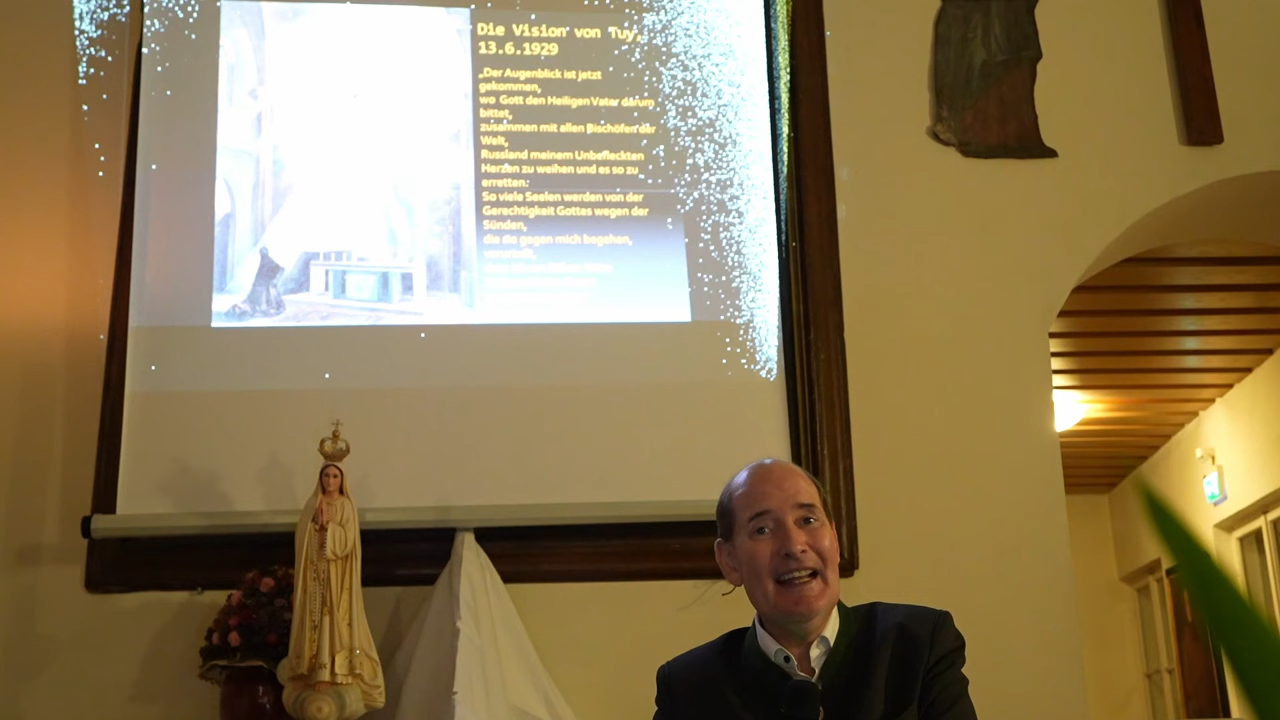 Die Vision von Tuy,
13.6.1929
„Der Augenblick ist jetzt
gekommen,
wo Gott den Heiligen Vater darum
bittet,
zusammen mit allen Bischöfen der
Welt,
Russland meinem Unbefleckten
Herzen zu weihen und es so zu
erretten.
So viele Seelen werden von der
Gerechtigkeit Gottes wegen der
Sünden,
die sie gegen mich begehen,
verurteilt,